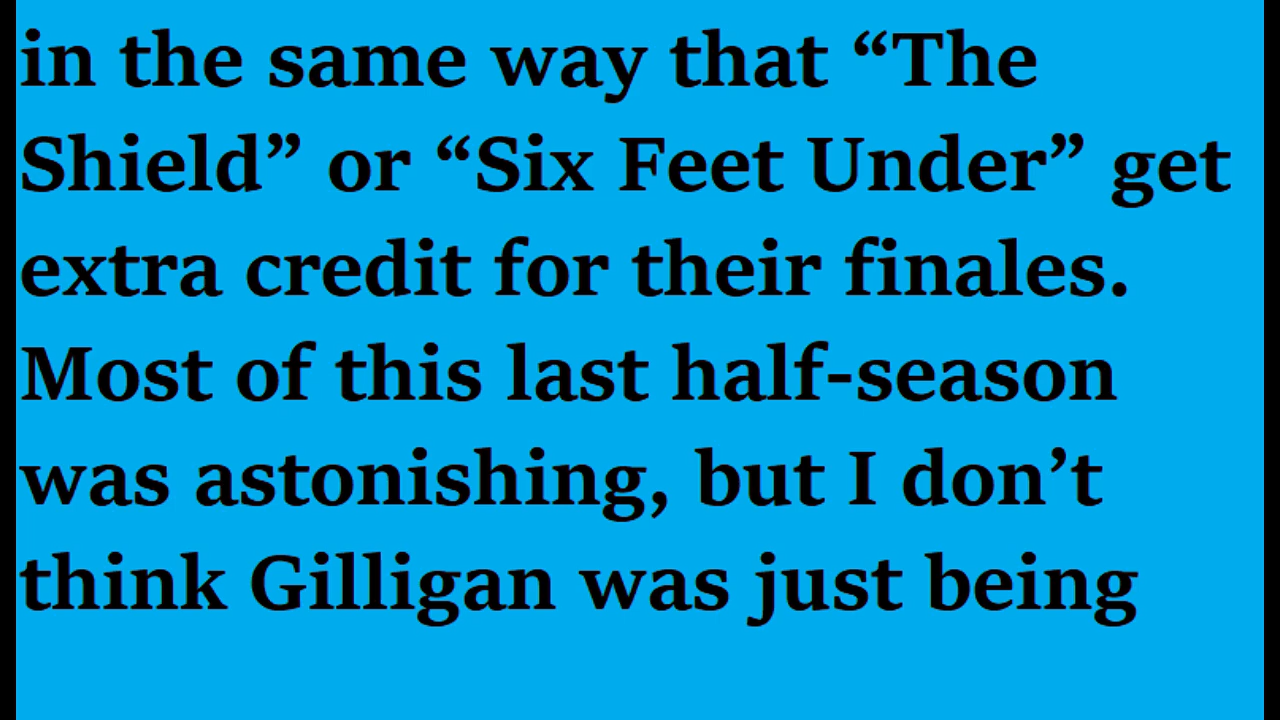 in the same way that “The
Shield” or “Six Feet Under” get
extra credit for their finales.
Most of this last half-season
was astonishing, but I don’t
think Gilligan was just being